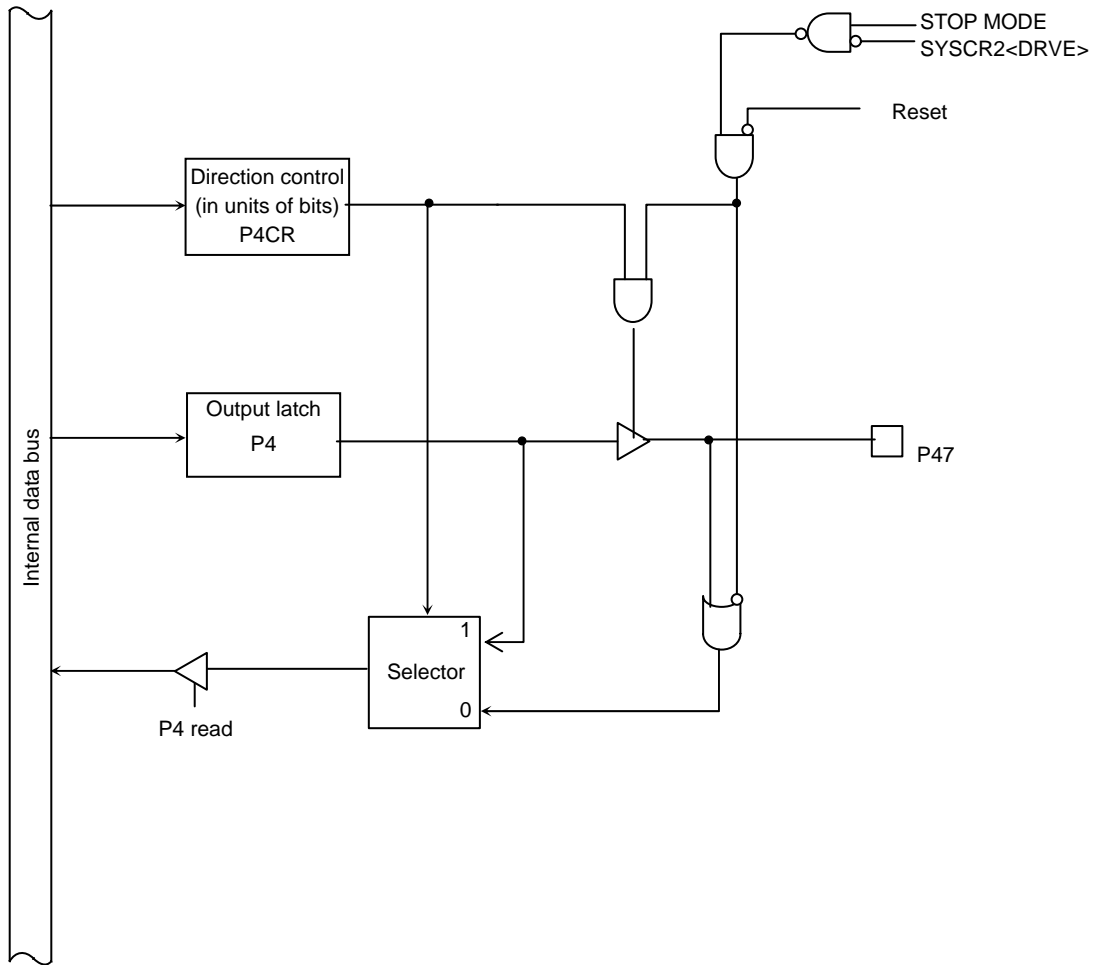 STOP MODE
SYSCR2<DRVE>
Reset
Direction control
(in units of bits)
P4CR
Output latch
P4
P47
Internal data bus
1
Selector
0
P4 read